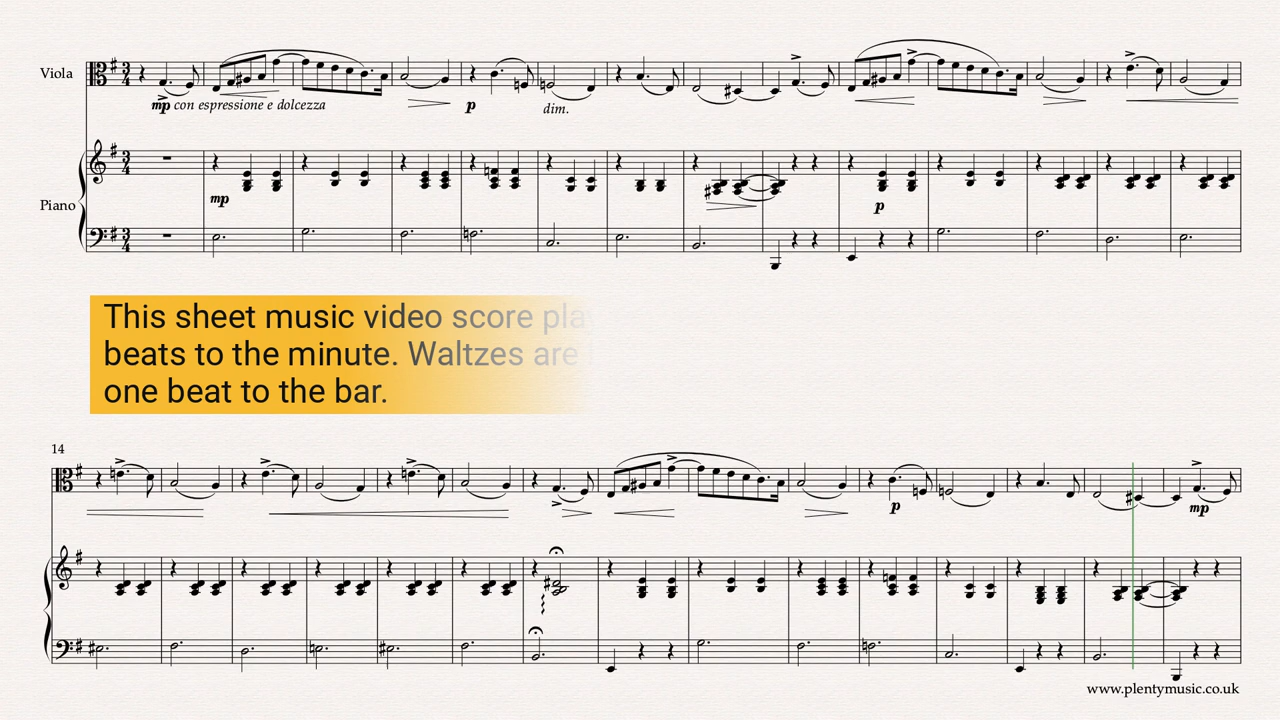 Viola
mp con espressione e dolcezza
p
dim.
Piano
mp
p
This sheet music video score
beats to the minute. Waltzes are
one beat to the bar.
14
p
mp
www.plentymusic.co.uk